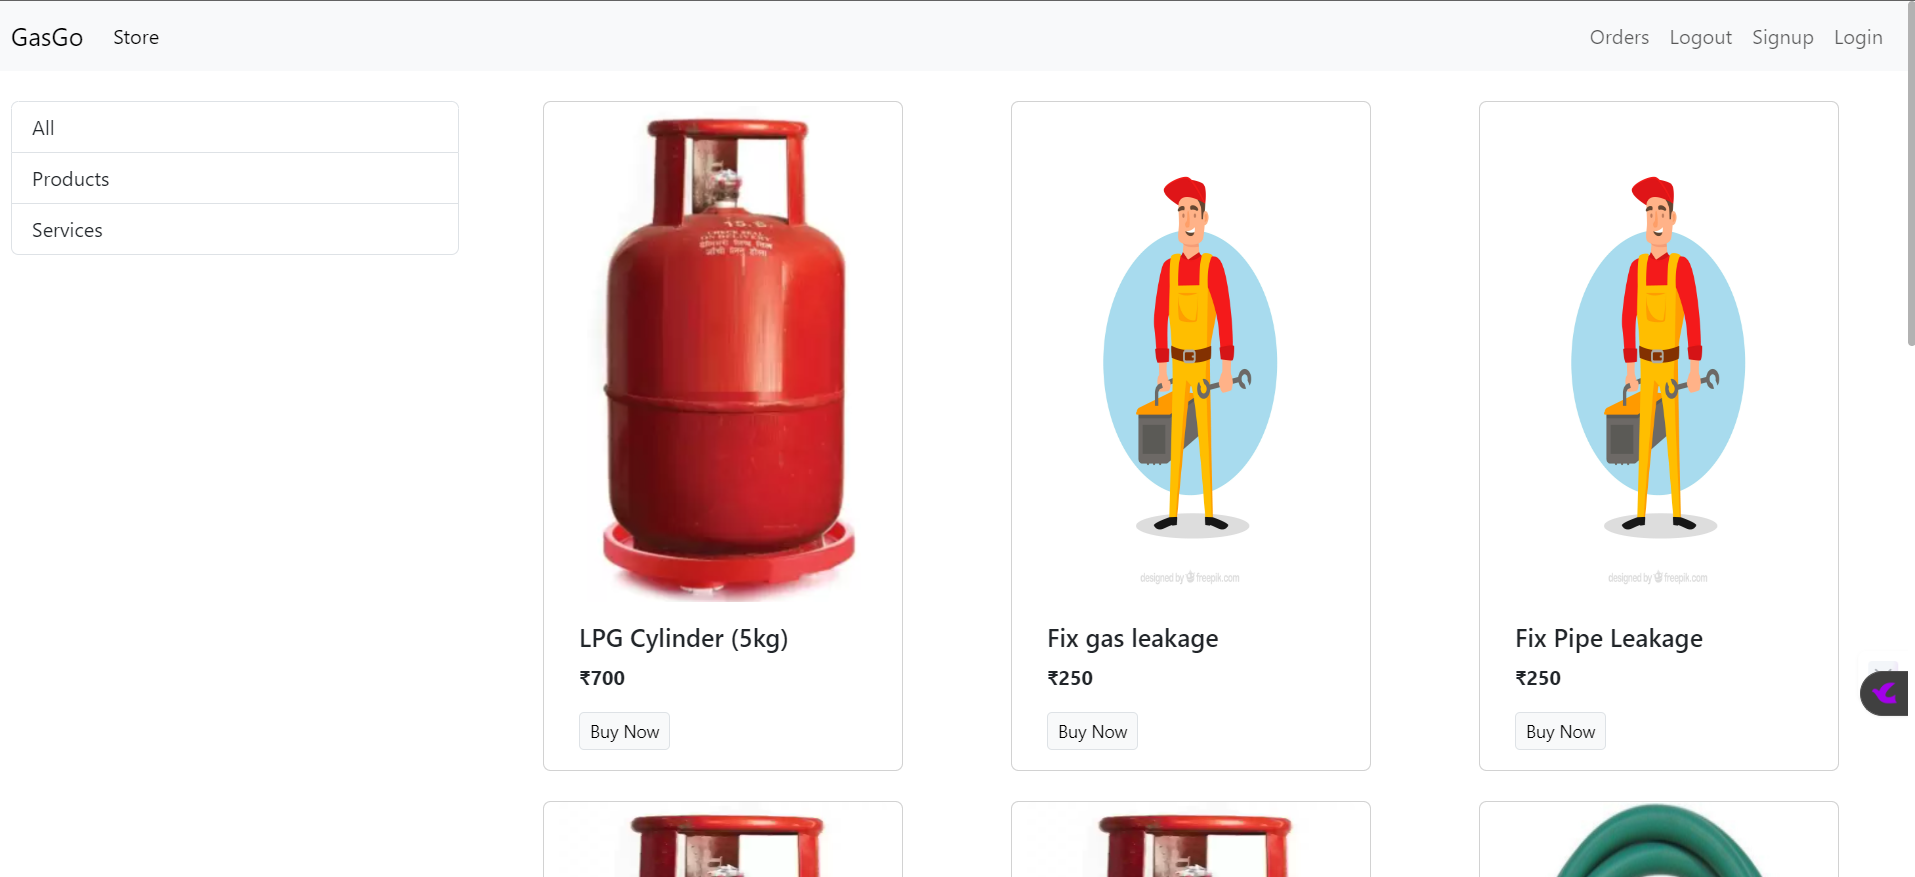 GasGo Store Orders Logout Signup Login
All
Products
Services
LPG Cylinder (5kg)
₹700
Buy Now
Fix gas leakage
₹250
Buy Now
Fix Pipe Leakage
₹250
Buy Now
designed by freepik.com
designed by freepik.com